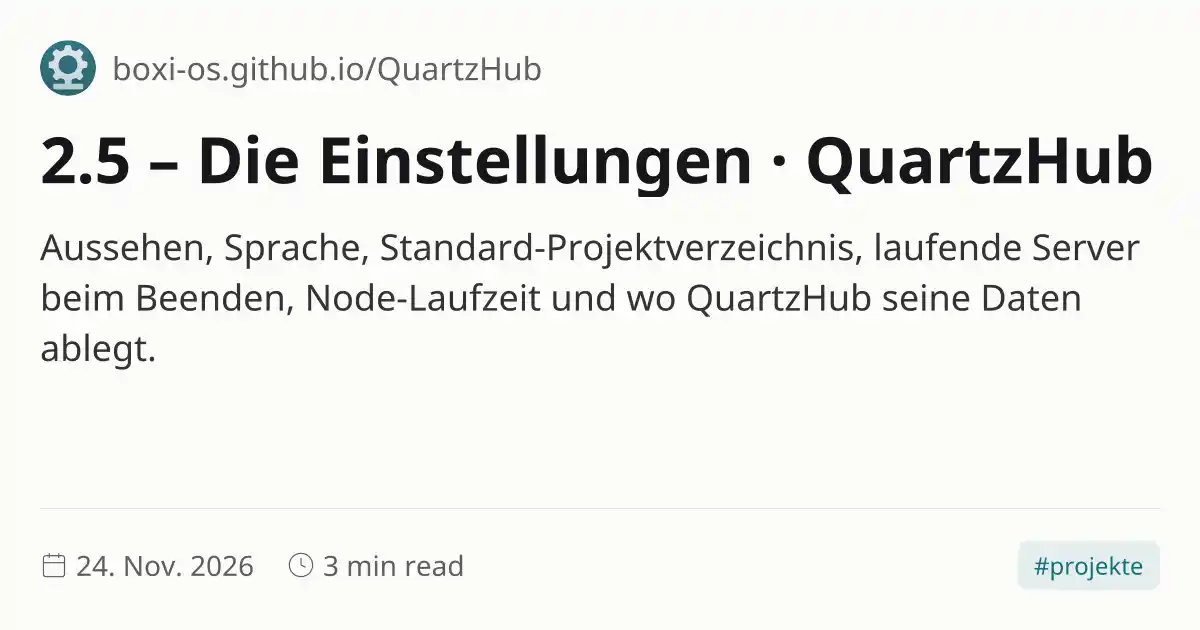 boxi-os.github.io/QuartzHub
2.5 – Die Einstellungen · QuartzHub
Aussehen, Sprache, Standard-Projektverzeichnis, laufende Server
beim Beenden, Node-Laufzeit und wo QuartzHub seine Daten
ablegt.
24. Nov. 2026 3 min read #projekte